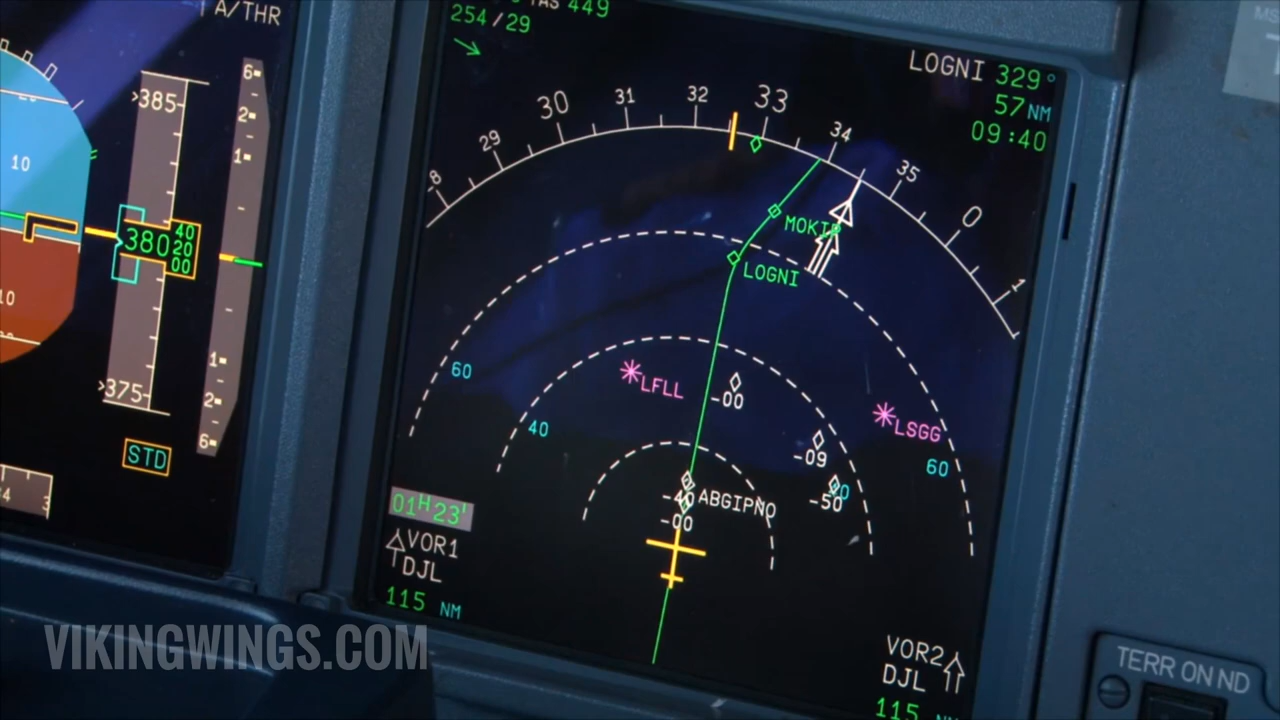 A/THR
TAS 449
254/29
LOGNI 329°
57 NM
09:40
6
2
1
1
2
6
385
380
40
20
00
375
STD
10
10
29
30
31
32
33
34
35
0
1
MOKIP
LOGNI
60
40
LFLL
-00
LSGG
60
-09
-50
-40
ABGIPNO
-00
01H23'
VOR1
DJL
115 NM
VOR2
DJL
115 NM
TERR ON ND
VIKINGWINGS.COM